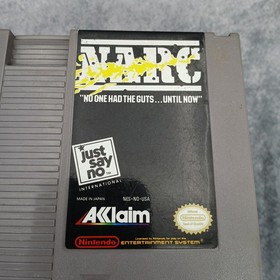 NARC
"NO ONE HAD THE GUTS...UNTIL NOW"
just
say
no
INTERNATIONAL
MADE IN JAPAN
NES-NO-USA
AKlaim
Nintendo
ENTERTAINMENT SYSTEM